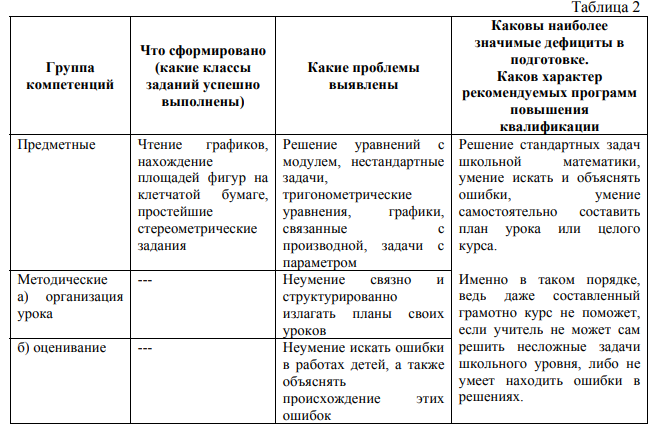 Таблица 2
Группа
компетенций
Что сформировано
(какие классы
заданий успешно
выполнены)
Какие проблемы
выявлены
Каковы наиболее
значимые дефициты в
подготовке.
Каков характер
рекомендуемых программ
повышения
квалификации
Предметные
Чтение графиков,
нахождение
площадей фигур на
клетчатой бумаге,
простейшие
стереометрические
задания
Решение уравнений с
модулем, нестандартные
задачи,
тригонометрические
уравнения, графики,
связанные с
производной, задачи с
параметром
Решение стандартных задач
школьной математики,
умение искать и объяснять
ошибки, умение
самостоятельно составить
план урока или целого
курса.
Именно в таком порядке,
ведь даже составленный
грамотно курс не поможет,
если учитель не может сам
решить несложные задачи
школьного уровня, либо не
умеет находить ошибки в
решениях.
Методические
а) организация
урока
---
Неумение связно и
структурированно
излагать планы своих
уроков
б) оценивание
---
Неумение искать ошибки
в работах детей, а также
объяснять
происхождение этих
ошибок